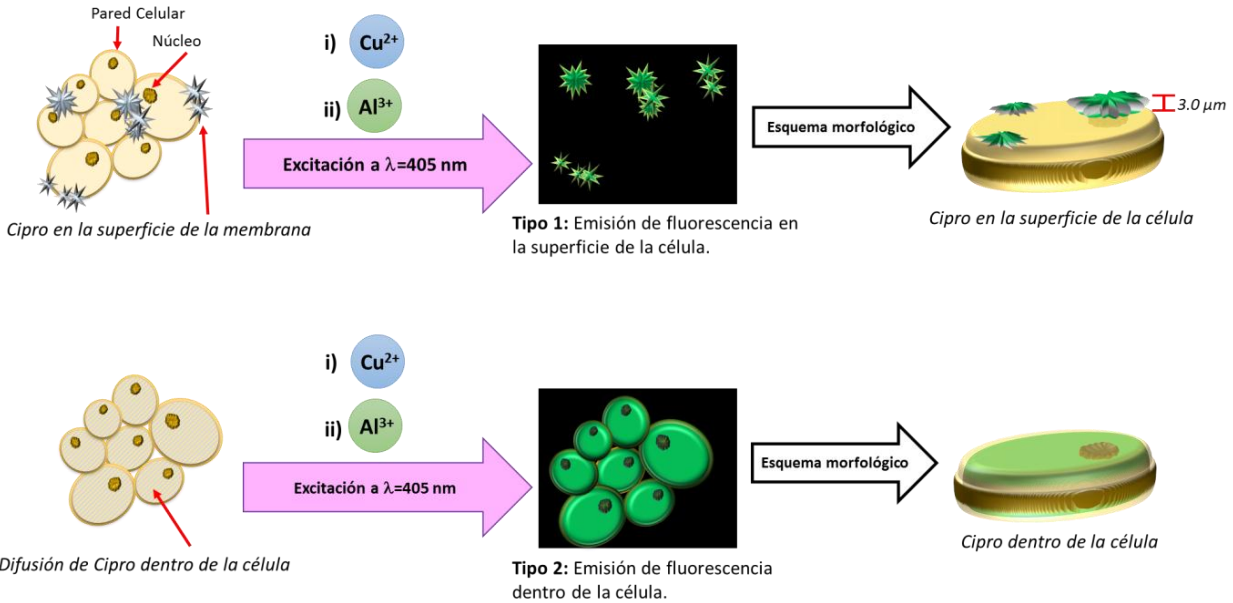 Pared Celular
Núcleo
Cipro en la superficie de la membrana
i) Cu²⁺
ii) Al³⁺
Excitación a λ=405 nm
Tipo 1: Emisión de fluorescencia en
la superficie de la célula.
Esquema morfológico
3.0 µm
Cipro en la superficie de la célula
Difusión de Cipro dentro de la célula
i) Cu²⁺
ii) Al³⁺
Excitación a λ=405 nm
Tipo 2: Emisión de fluorescencia
dentro de la célula.
Esquema morfológico
Cipro dentro de la célula